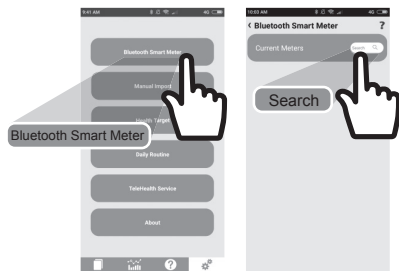 9:41 AM 4G
Bluetooth Smart Meter
Manual Import
Health Target
Bluetooth Smart Meter
Daily Routine
TeleHealth Service
About
10:03 AM 4G
< Bluetooth Smart Meter ?
Current Meters Search
Search